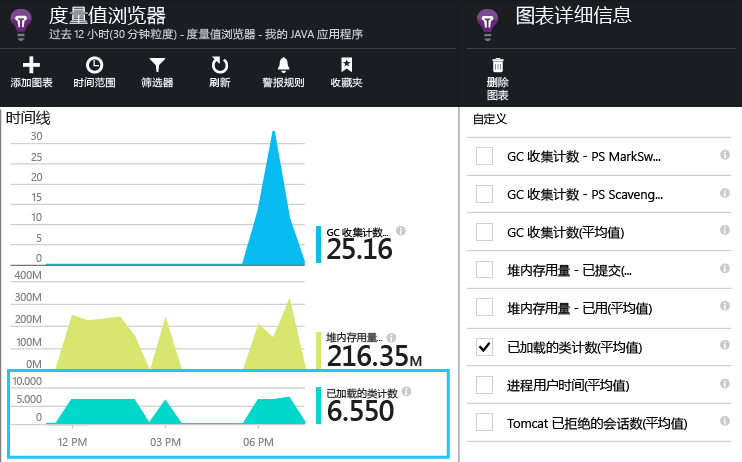 度量值浏览器
过去 12 小时(30 分钟粒度) - 度量值浏览器 - 我的 JAVA 应用程序
添加图表
时间范围
筛选器
刷新
警报规则
收藏夹
时间线
30
25
20
15
10
5
0
GC 收集计数...
25.16
400M
300M
200M
100M
0M
堆内存用量...
216.35M
10.000
5.000
0
已加载的类计数
6.550
12 PM
03 PM
06 PM
图表详细信息
删除
图表
自定义
GC 收集计数 - PS MarkSw...
GC 收集计数 - PS Scaveng...
GC 收集计数(平均值)
堆内存用量 - 已提交(...
堆内存用量 - 已用(平均值)
已加载的类计数(平均值)
进程用户时间(平均值)
Tomcat 已拒绝的会话数(平均值)